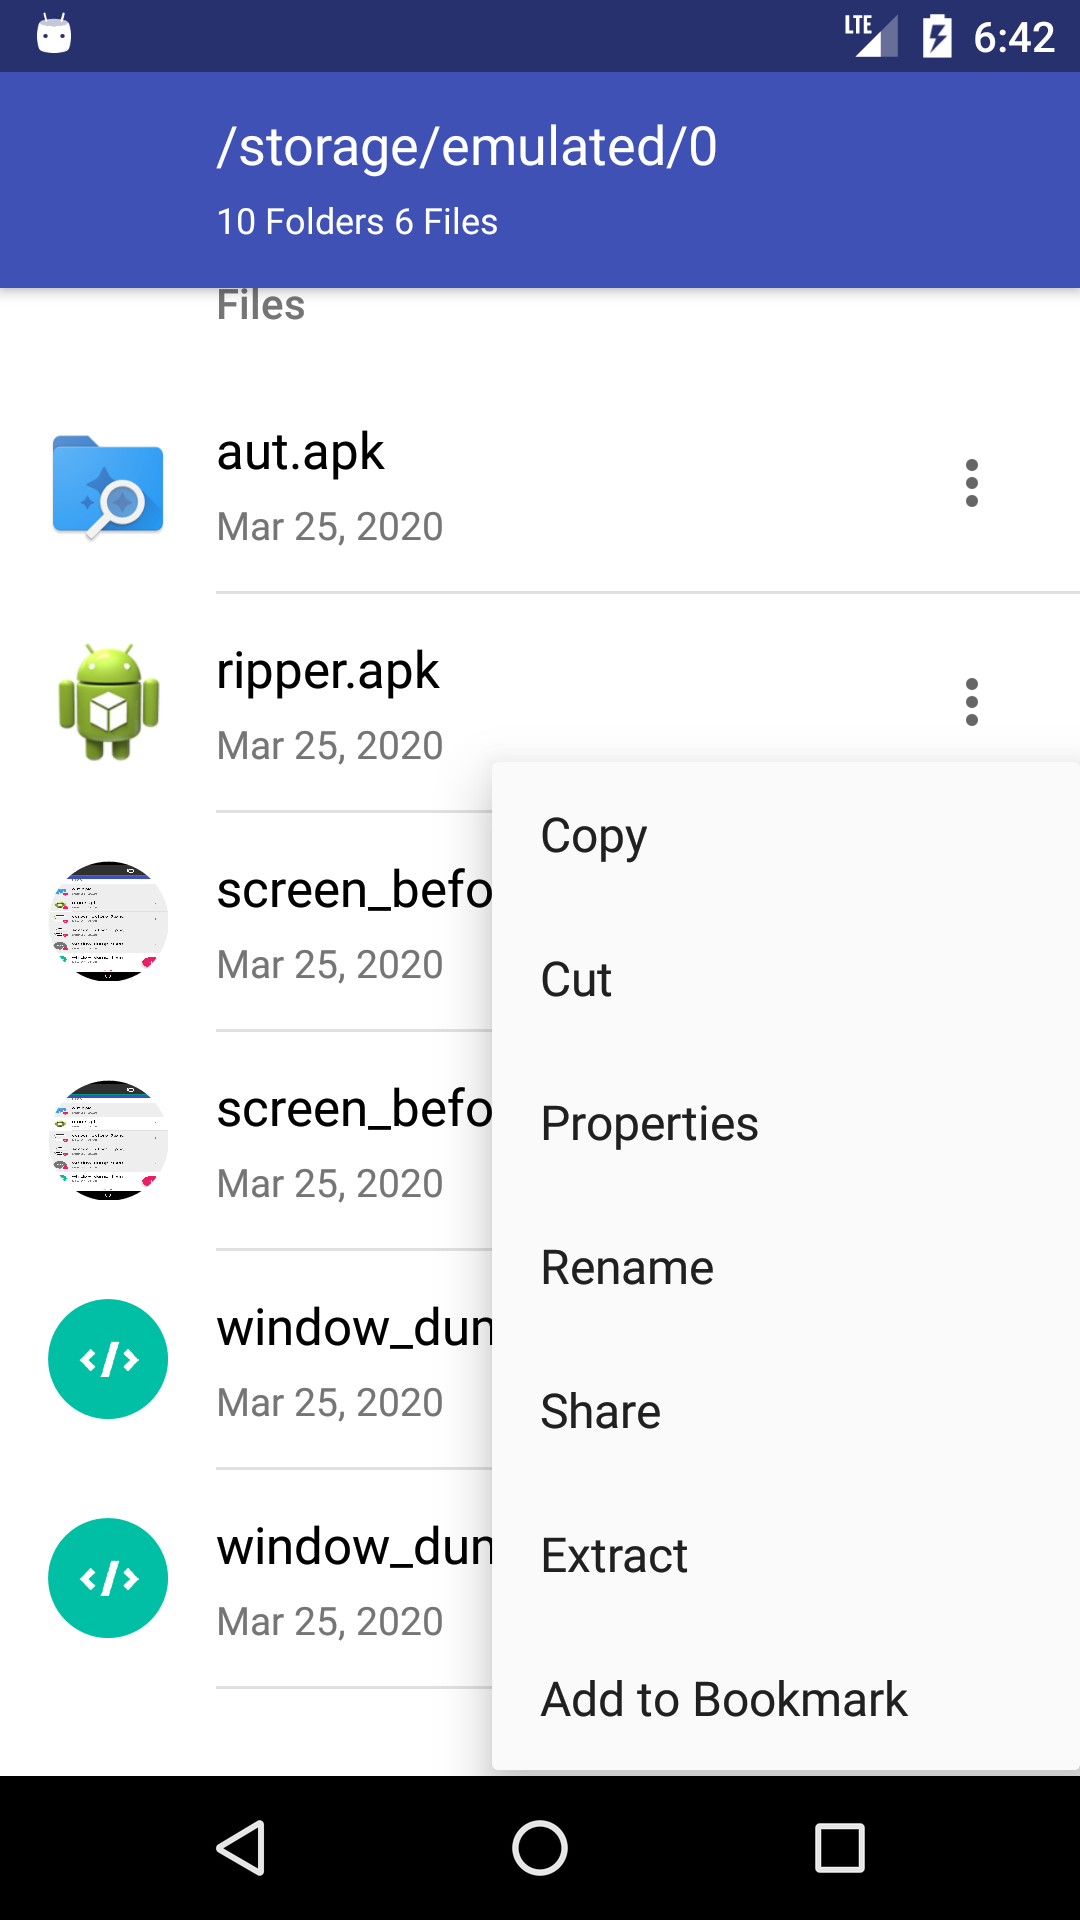 LTE 6:42
/storage/emulated/0
10 Folders 6 Files
Files
aut.apk
Mar 25, 2020
ripper.apk
Mar 25, 2020
Copy
screen_befo
Mar 25, 2020
Cut
screen_befo
Properties
Mar 25, 2020
Rename
window_dum
Mar 25, 2020
Share
window_dum
Extract
Mar 25, 2020
Add to Bookmark